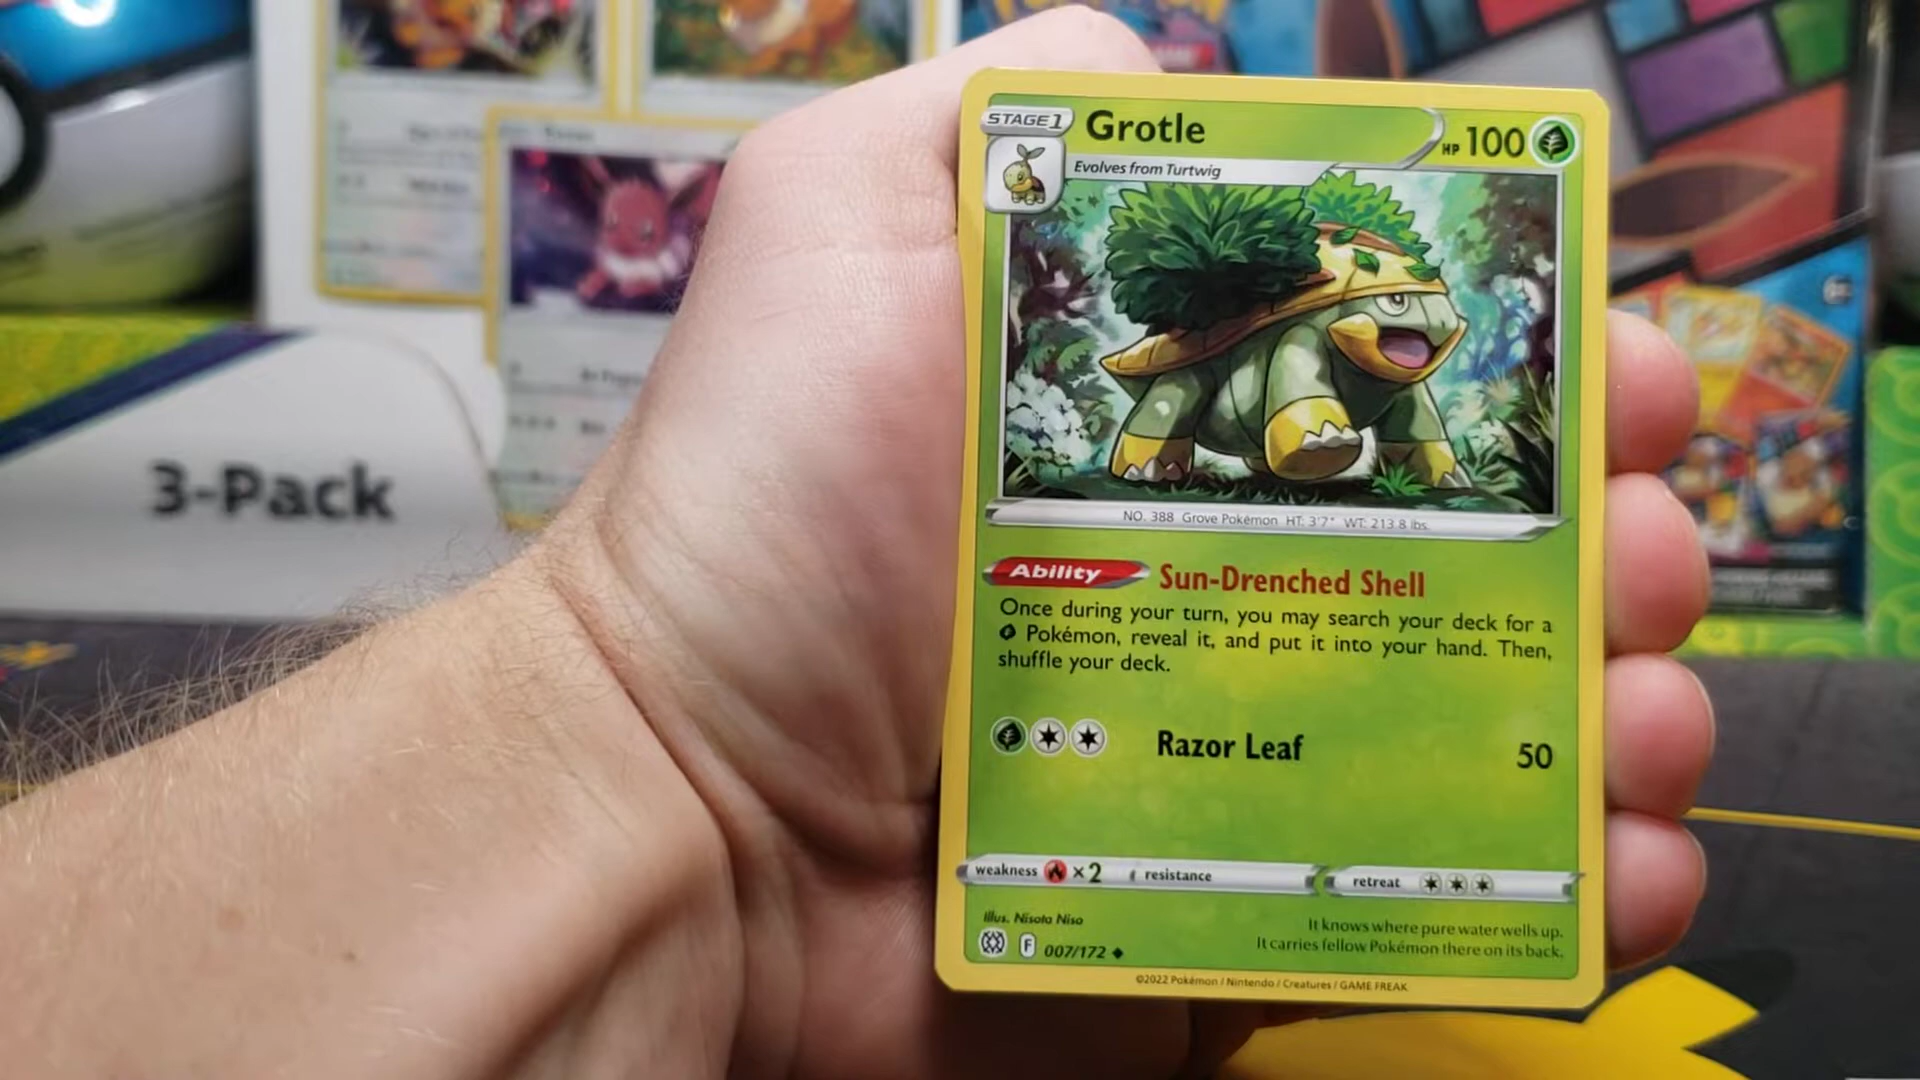 3-Pack
STAGE 1 Grotle HP 100
Evolves from Turtwig
NO. 388 Grove Pokémon HT: 3'7" WT: 213.8 lbs.
Ability Sun-Drenched Shell
Once during your turn, you may search your deck for a
Pokémon, reveal it, and put it into your hand. Then,
shuffle your deck.
Razor Leaf 50
weakness ×2 resistance retreat
Illus. Nisota Niso
F 007/172
It knows where pure water wells up.
It carries fellow Pokémon there on its back.
©2022 Pokémon / Nintendo / Creatures / GAME FREAK